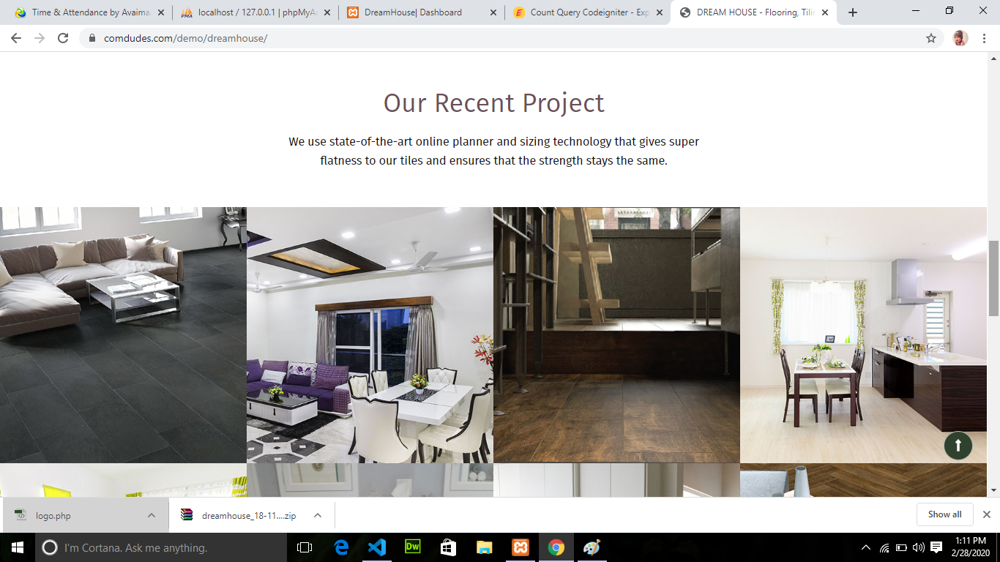 Time & Attendance by Avaima
localhost / 127.0.0.1 | phpMyA
DreamHouse| Dashboard
Count Query Codeigniter - Exp
DREAM HOUSE - Flooring, Tilin
comdudes.com/demo/dreamhouse/
Our Recent Project
We use state-of-the-art online planner and sizing technology that gives super
flatness to our tiles and ensures that the strength stays the same.
logo.php
dreamhouse_18-11....zip
Show all
I'm Cortana. Ask me anything.
Dw
1:11 PM
2/28/2020